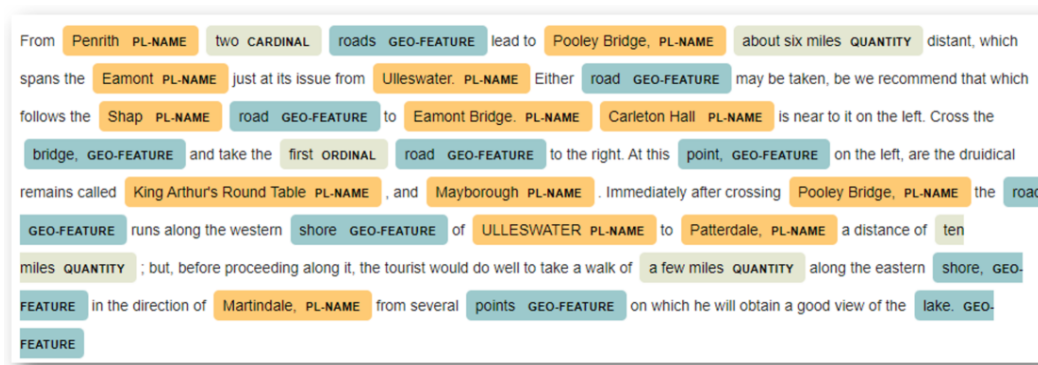 From Penrith PL-NAME two CARDINAL roads GEO-FEATURE lead to Pooley Bridge, PL-NAME about six miles QUANTITY distant, which
spans the Eamont PL-NAME just at its issue from Ulleswater. PL-NAME Either road GEO-FEATURE may be taken, be we recommend that which
follows the Shap PL-NAME road GEO-FEATURE to Eamont Bridge. PL-NAME Carleton Hall PL-NAME is near to it on the left. Cross the
bridge, GEO-FEATURE and take the first ORDINAL road GEO-FEATURE to the right. At this point, GEO-FEATURE on the left, are the druidical
remains called King Arthur's Round Table PL-NAME , and Mayborough PL-NAME . Immediately after crossing Pooley Bridge, PL-NAME the road
GEO-FEATURE runs along the western shore GEO-FEATURE of ULLESWATER PL-NAME to Patterdale, PL-NAME a distance of ten
miles QUANTITY ; but, before proceeding along it, the tourist would do well to take a walk of a few miles QUANTITY along the eastern shore, GEO-
FEATURE in the direction of Martindale, PL-NAME from several points GEO-FEATURE on which he will obtain a good view of the lake. GEO-
FEATURE